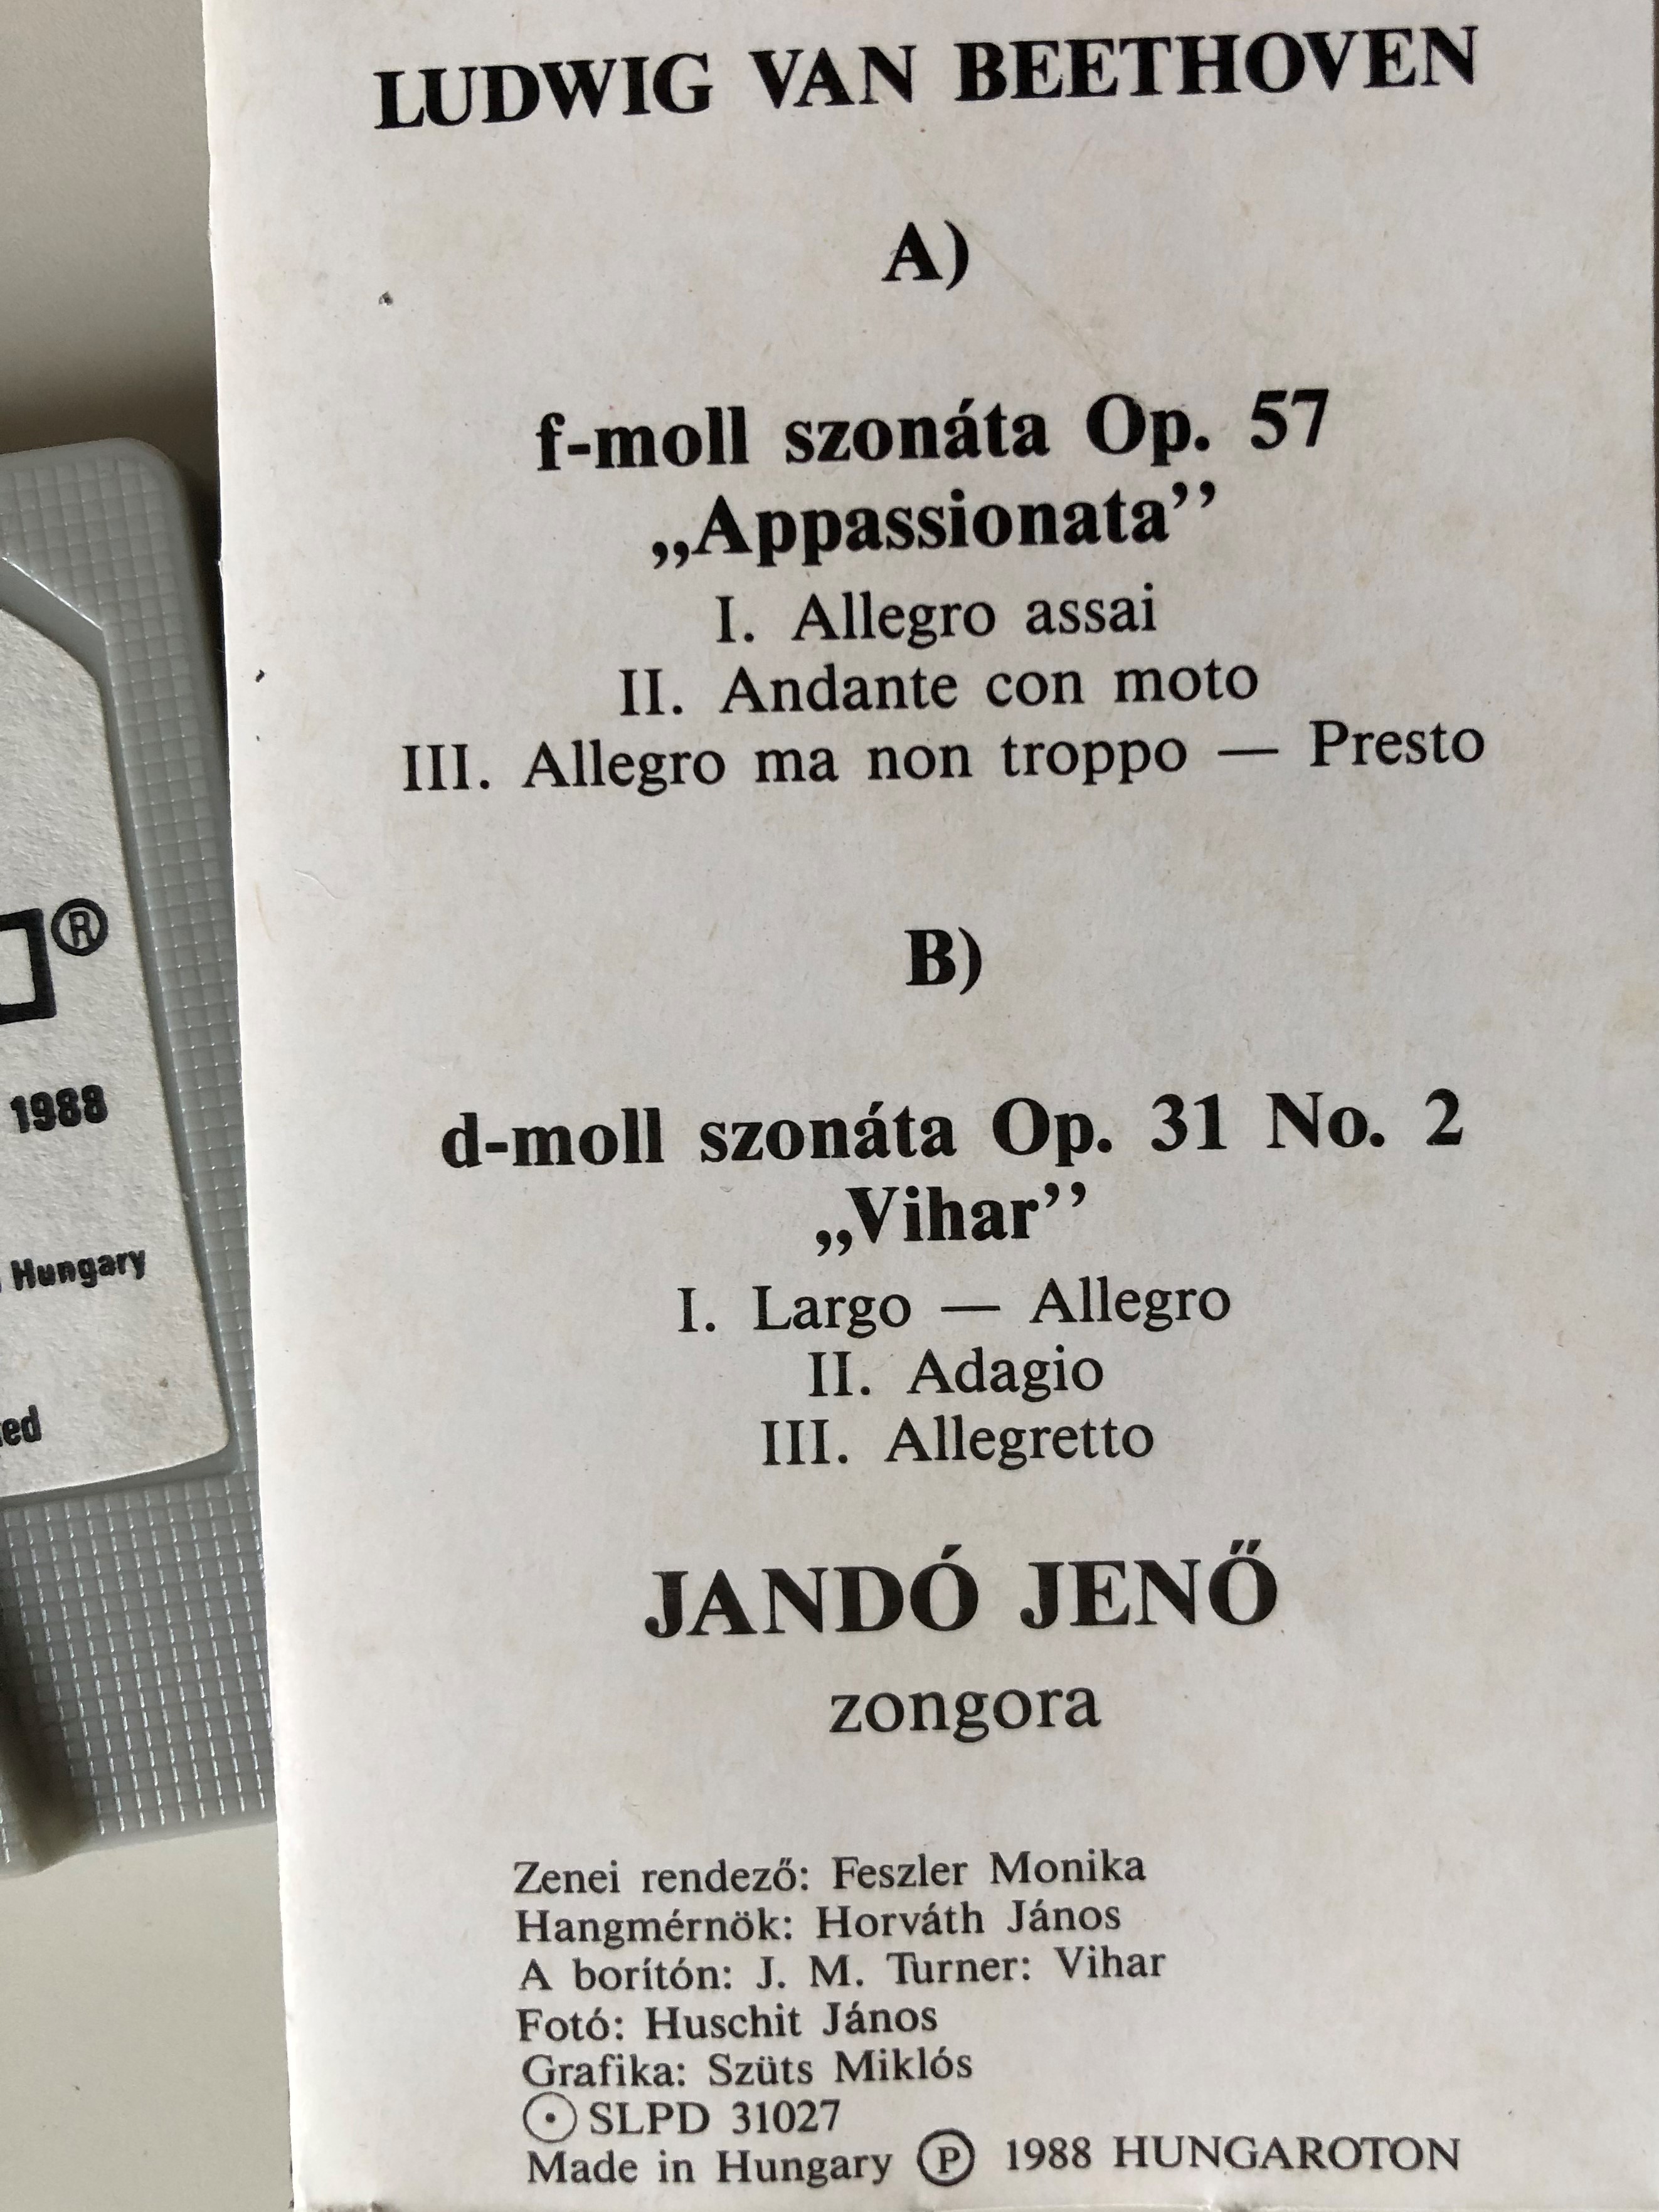 LUDWIG VAN BEETHOVEN
A)
f-moll szonáta Op. 57
„Appassionata”
I. Allegro assai
II. Andante con moto
III. Allegro ma non troppo — Presto
B)
d-moll szonáta Op. 31 No. 2
„Vihar”
I. Largo — Allegro
II. Adagio
III. Allegretto
JANDÓ JENŐ
zongora
Zenei rendező: Feszler Monika
Hangmérnök: Horváth János
A borítón: J. M. Turner: Vihar
Fotó: Huschit János
Grafika: Szüts Miklós
⊙ SLPD 31027
Made in Hungary ℗ 1988 HUNGAROTON
®
1988
Hungary